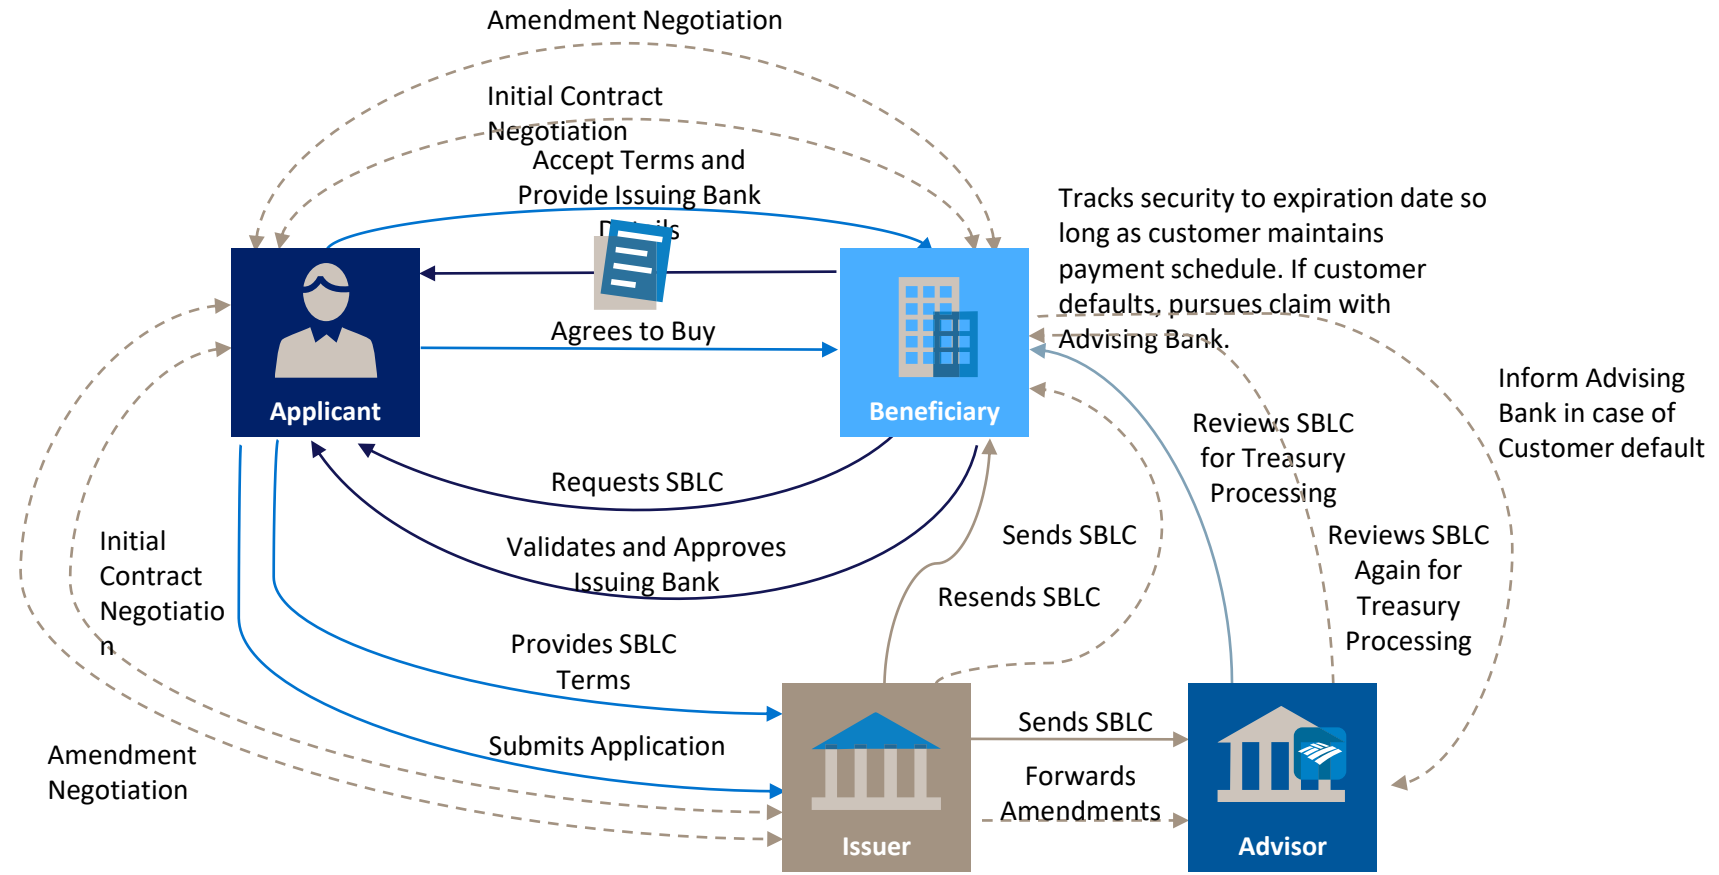 Amendment Negotiation
Initial Contract
Negotiation
Accept Terms and
Provide Issuing Bank
Details
Agrees to Buy
Applicant
Beneficiary
Tracks security to expiration date so
long as customer maintains
payment schedule. If customer
defaults, pursues claim with
Advising Bank.
Inform Advising
Bank in case of
Customer default
Reviews SBLC
for Treasury
Processing
Requests SBLC
Validates and Approves
Issuing Bank
Sends SBLC
Resends SBLC
Reviews SBLC
Again for
Treasury
Processing
Initial
Contract
Negotiatio
n
Provides SBLC
Terms
Submits Application
Amendment
Negotiation
Sends SBLC
Forwards
Amendments
Issuer
Advisor